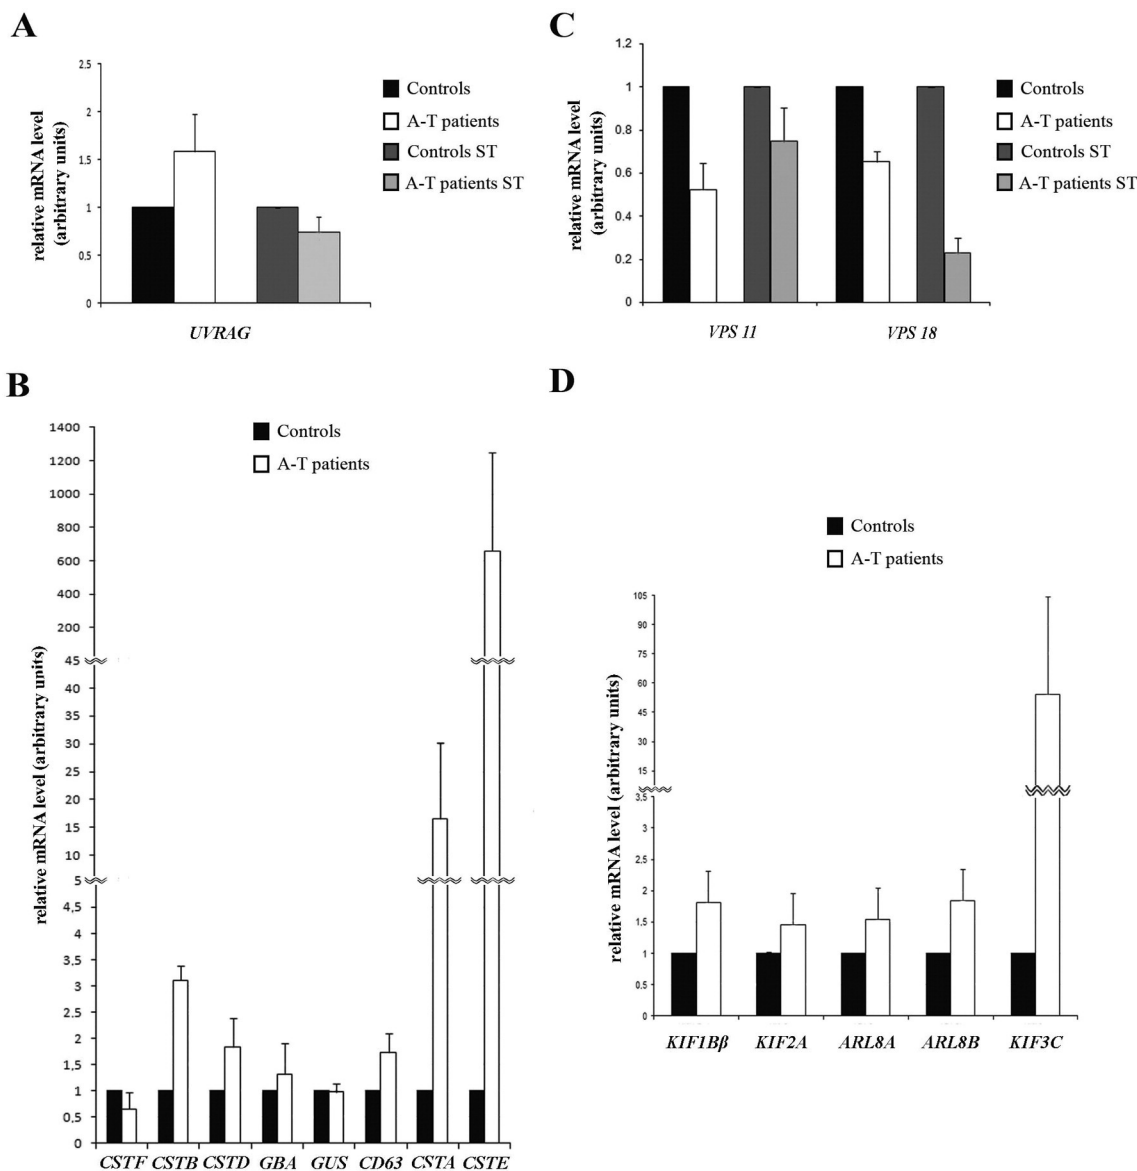 A
relative mRNA level
(arbitrary units)
2.5
2
1.5
1
0.5
0
UVRAG
Controls
A-T patients
Controls ST
A-T patients ST
C
relative mRNA level
(arbitrary units)
1.2
1
0.8
0.6
0.4
0.2
0
VPS 11 VPS 18
Controls
A-T patients
Controls ST
A-T patients ST
B
relative mRNA level (arbitrary units)
1400
1200
1000
800
600
400
200
45
40
35
30
25
20
15
10
5
4,5
4
3,5
3
2,5
2
1,5
1
0,5
0
Controls
A-T patients
CSTF CSTB CSTD GBA GUS CD63 CSTA CSTE
D
Controls
A-T patients
relative mRNA level (arbitrary units)
105
90
75
60
45
30
15
3.5
3
2.5
2
1.5
1
0.5
0
KIF1Bβ KIF2A ARL8A ARL8B KIF3C